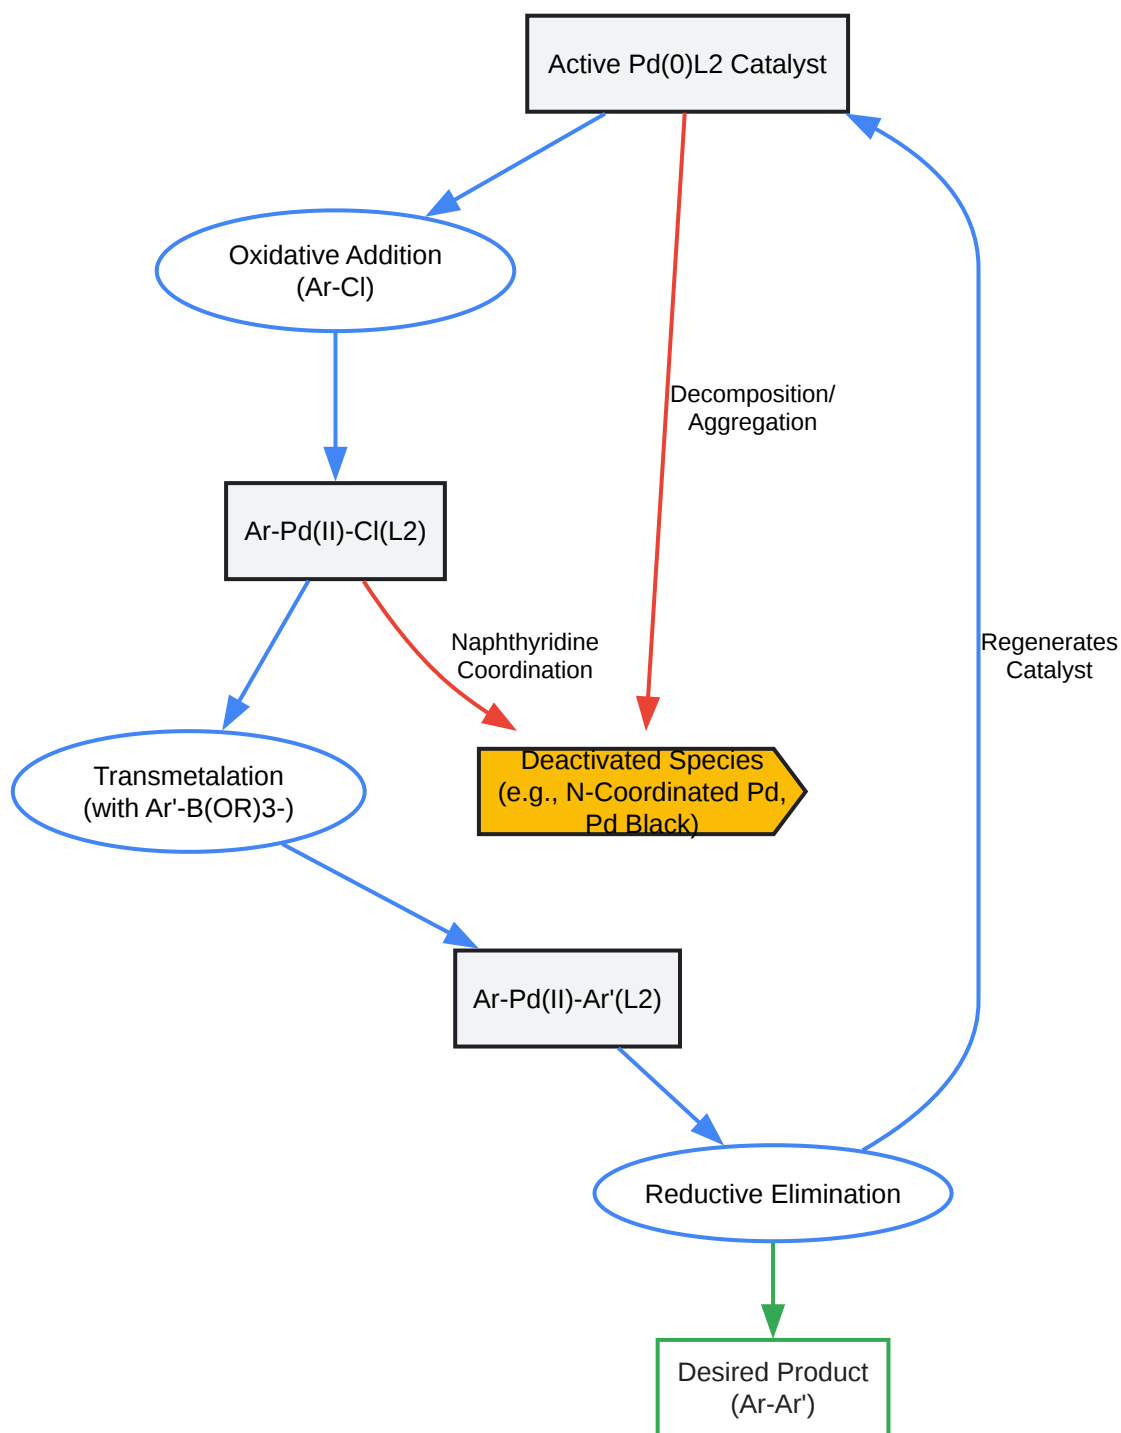 Active Pd(0)L2 Catalyst
Oxidative Addition
(Ar-Cl)
Decomposition/
Aggregation
Ar-Pd(II)-Cl(L2)
Naphthyridine
Coordination
Regenerates
Catalyst
Transmetalation
(with Ar'-B(OR)3-)
Deactivated Species
(e.g., N-Coordinated Pd,
Pd Black)
Ar-Pd(II)-Ar'(L2)
Reductive Elimination
Desired Product
(Ar-Ar')